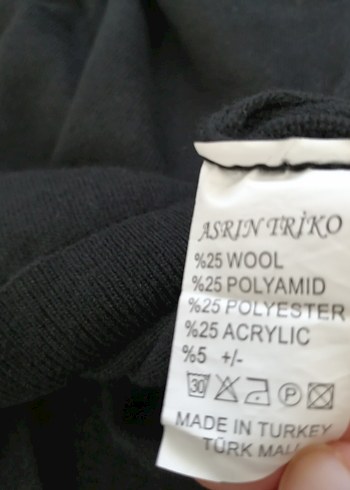 ASRIN TRİKO
%25 WOOL
%25 POLYAMID
%25 POLYESTER
%25 ACRYLIC
%5 +/-
30 P
MADE IN TURKEY
TÜRK MALI